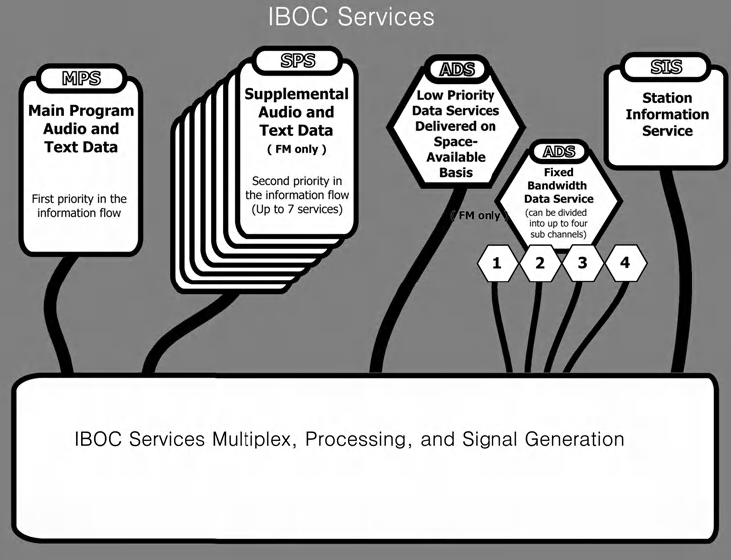 IBOC Services
MPS
Main Program
Audio and
Text Data
First priority in the
information flow
SPS
Supplemental
Audio and
Text Data
( FM only )
Second priority in
the information flow
(Up to 7 services)
ADS
Low Priority
Data Services
Delivered on
Space-
Available
Basis
ADS
Fixed
Bandwidth
Data Service
( FM only )
(can be divided
into up to four
sub channels)
1 2 3 4
SIS
Station
Information
Service
IBOC Services Multiplex, Processing, and Signal Generation